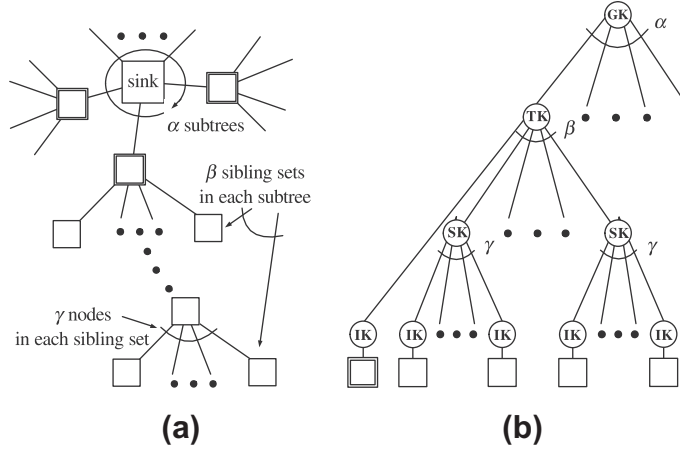 sink
α subtrees
β sibling sets
in each subtree
γ nodes
in each sibling set
(a)
GK
α
TK
β
SK
γ
SK
γ
IK
IK
IK
IK
IK
(b)